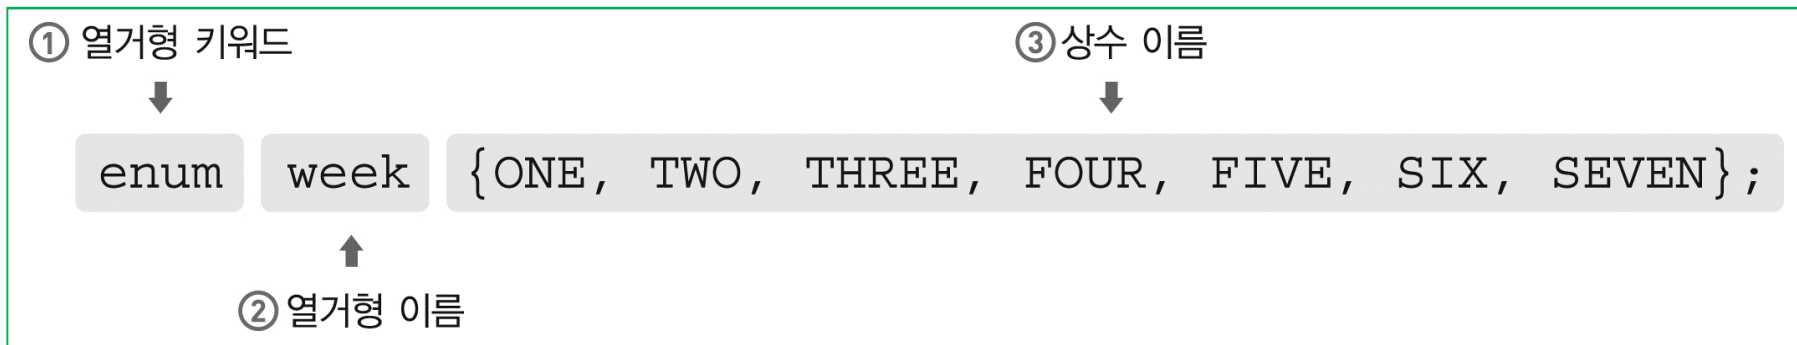 ① 열거형 키워드
③ 상수 이름
enum week {ONE, TWO, THREE, FOUR, FIVE, SIX, SEVEN};
② 열거형 이름